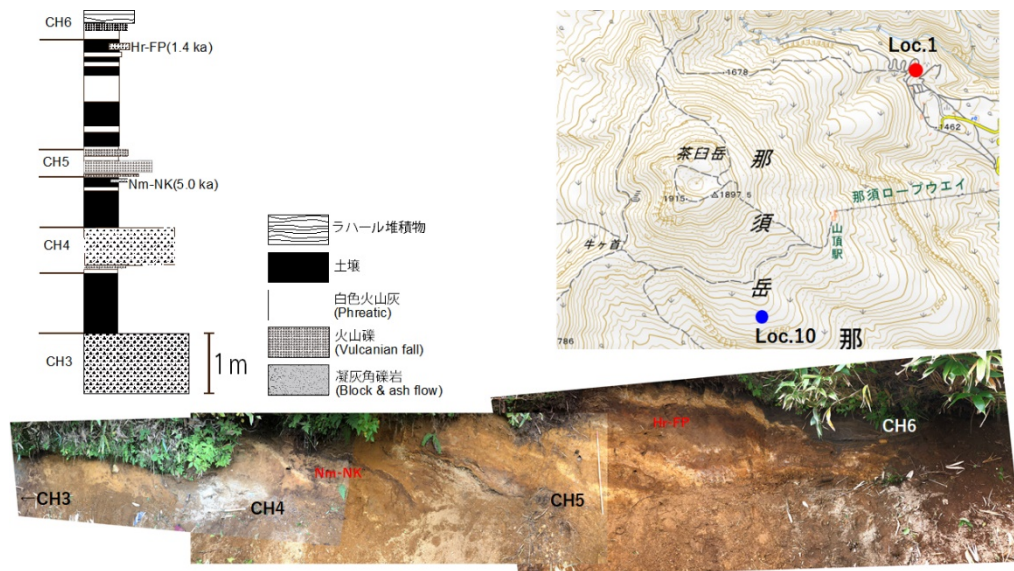 CH6
Hr-FP(1.4 ka)
CH5
Nm-NK(5.0 ka)
CH4
CH3
1m
ラハール堆積物
土壌
白色火山灰
(Phreatic)
火山礫
(Vulcanian fall)
凝灰角礫岩
(Block & ash flow)
Loc.1
1678
1462
茶臼岳
那須岳
1915
1897.5
那須ロープウエイ
山頂駅
牛ヶ首
786
Loc.10
那
←CH3
CH4
Nm-NK
CH5
Hr-FP
CH6